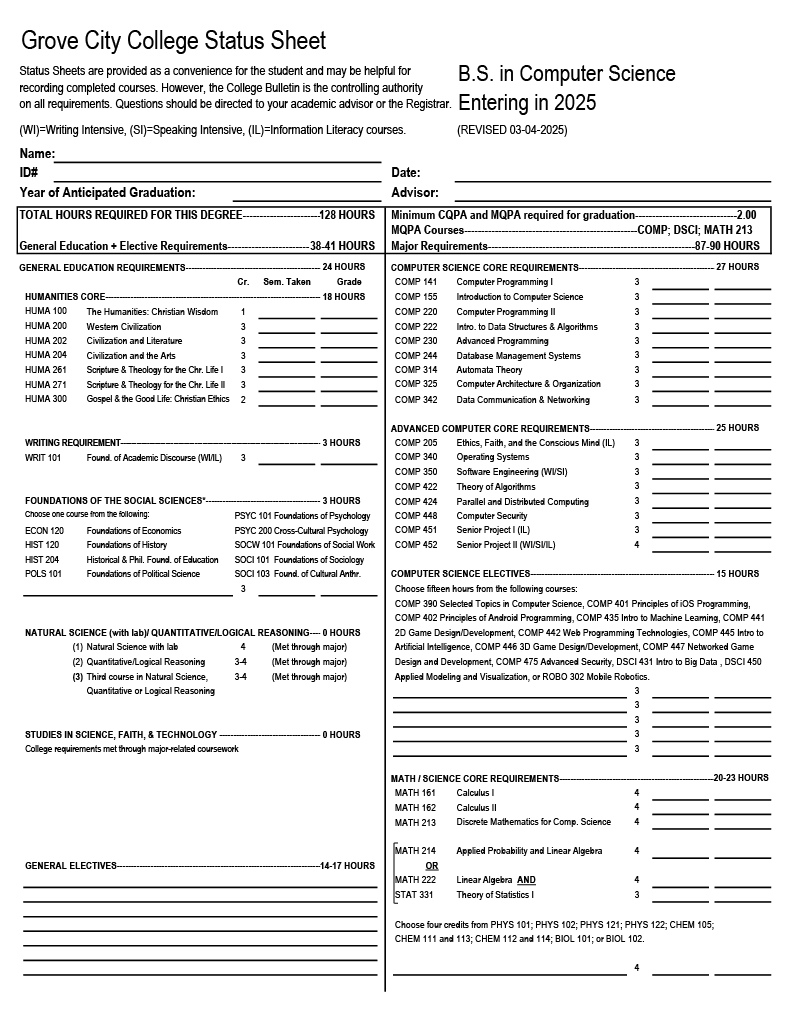 Grove City College Status Sheet
Status Sheets are provided as a convenience for the student and may be helpful for
recording completed courses. However, the College Bulletin is the controlling authority
on all requirements. Questions should be directed to your academic advisor or the Registrar.
B.S. in Computer Science
Entering in 2025
(WI)=Writing Intensive, (SI)=Speaking Intensive, (IL)=Information Literacy courses.
(REVISED 03-04-2025)
Name:
ID#
Date:
Year of Anticipated Graduation:
Advisor:
TOTAL HOURS REQUIRED FOR THIS DEGREE-----------------------128 HOURS
General Education + Elective Requirements------------------------38-41 HOURS
Minimum CQPA and MQPA required for graduation------------------------------2.00
MQPA Courses---------------------------------------------------COMP; DSCI; MATH 213
Major Requirements-------------------------------------------------------------87-90 HOURS
GENERAL EDUCATION REQUIREMENTS---------------------------------------- 24 HOURS
Cr. Sem. Taken Grade
HUMANITIES CORE---------------------------------------------------------------- 18 HOURS
HUMA 100 The Humanities: Christian Wisdom 1
HUMA 200 Western Civilization 3
HUMA 202 Civilization and Literature 3
HUMA 204 Civilization and the Arts 3
HUMA 261 Scripture & Theology for the Chr. Life I 3
HUMA 271 Scripture & Theology for the Chr. Life II 3
HUMA 300 Gospel & the Good Life: Christian Ethics 2
WRITING REQUIREMENT----------------------------------------------------------- 3 HOURS
WRIT 101 Found. of Academic Discourse (WI/IL) 3
FOUNDATIONS OF THE SOCIAL SCIENCES*---------------------------------- 3 HOURS
Choose one course from the following: PSYC 101 Foundations of Psychology
ECON 120 Foundations of Economics PSYC 200 Cross-Cultural Psychology
HIST 120 Foundations of History SOCW 101 Foundations of Social Work
HIST 204 Historical & Phil. Found. of Education SOCI 101 Foundations of Sociology
POLS 101 Foundations of Political Science SOCI 103 Found. of Cultural Anthr.
3
NATURAL SCIENCE (with lab)/ QUANTITATIVE/LOGICAL REASONING---- 0 HOURS
(1) Natural Science with lab 4 (Met through major)
(2) Quantitative/Logical Reasoning 3-4 (Met through major)
(3) Third course in Natural Science, 3-4 (Met through major)
Quantitative or Logical Reasoning
STUDIES IN SCIENCE, FAITH, & TECHNOLOGY ------------------------------ 0 HOURS
College requirements met through major-related coursework
GENERAL ELECTIVES------------------------------------------------------------14-17 HOURS
COMPUTER SCIENCE CORE REQUIREMENTS---------------------------------------------- 27 HOURS
COMP 141 Computer Programming I 3
COMP 155 Introduction to Computer Science 3
COMP 220 Computer Programming II 3
COMP 222 Intro. to Data Structures & Algorithms 3
COMP 230 Advanced Programming 3
COMP 244 Database Management Systems 3
COMP 314 Automata Theory 3
COMP 325 Computer Architecture & Organization 3
COMP 342 Data Communication & Networking 3
ADVANCED COMPUTER CORE REQUIREMENTS------------------------------------------- 25 HOURS
COMP 205 Ethics, Faith, and the Conscious Mind (IL) 3
COMP 340 Operating Systems 3
COMP 350 Software Engineering (WI/SI) 3
COMP 422 Theory of Algorithms 3
COMP 424 Parallel and Distributed Computing 3
COMP 448 Computer Security 3
COMP 451 Senior Project I (IL) 3
COMP 452 Senior Project II (WI/SI/IL) 4
COMPUTER SCIENCE ELECTIVES------------------------------------------------------- 15 HOURS
Choose fifteen hours from the following courses:
COMP 390 Selected Topics in Computer Science, COMP 401 Principles of iOS Programming,
COMP 402 Principles of Android Programming, COMP 435 Intro to Machine Learning, COMP 441
2D Game Design/Development, COMP 442 Web Programming Technologies, COMP 445 Intro to
Artificial Intelligence, COMP 446 3D Game Design/Development, COMP 447 Networked Game
Design and Development, COMP 475 Advanced Security, DSCI 431 Intro to Big Data , DSCI 450
Applied Modeling and Visualization, or ROBO 302 Mobile Robotics.
3
3
3
3
3
MATH / SCIENCE CORE REQUIREMENTS----------------------------------------------20-23 HOURS
MATH 161 Calculus I 4
MATH 162 Calculus II 4
MATH 213 Discrete Mathematics for Comp. Science 4
MATH 214 Applied Probability and Linear Algebra 4
OR
MATH 222 Linear Algebra AND 4
STAT 331 Theory of Statistics I 3
Choose four credits from PHYS 101; PHYS 102; PHYS 121; PHYS 122; CHEM 105;
CHEM 111 and 113; CHEM 112 and 114; BIOL 101; or BIOL 102.
4